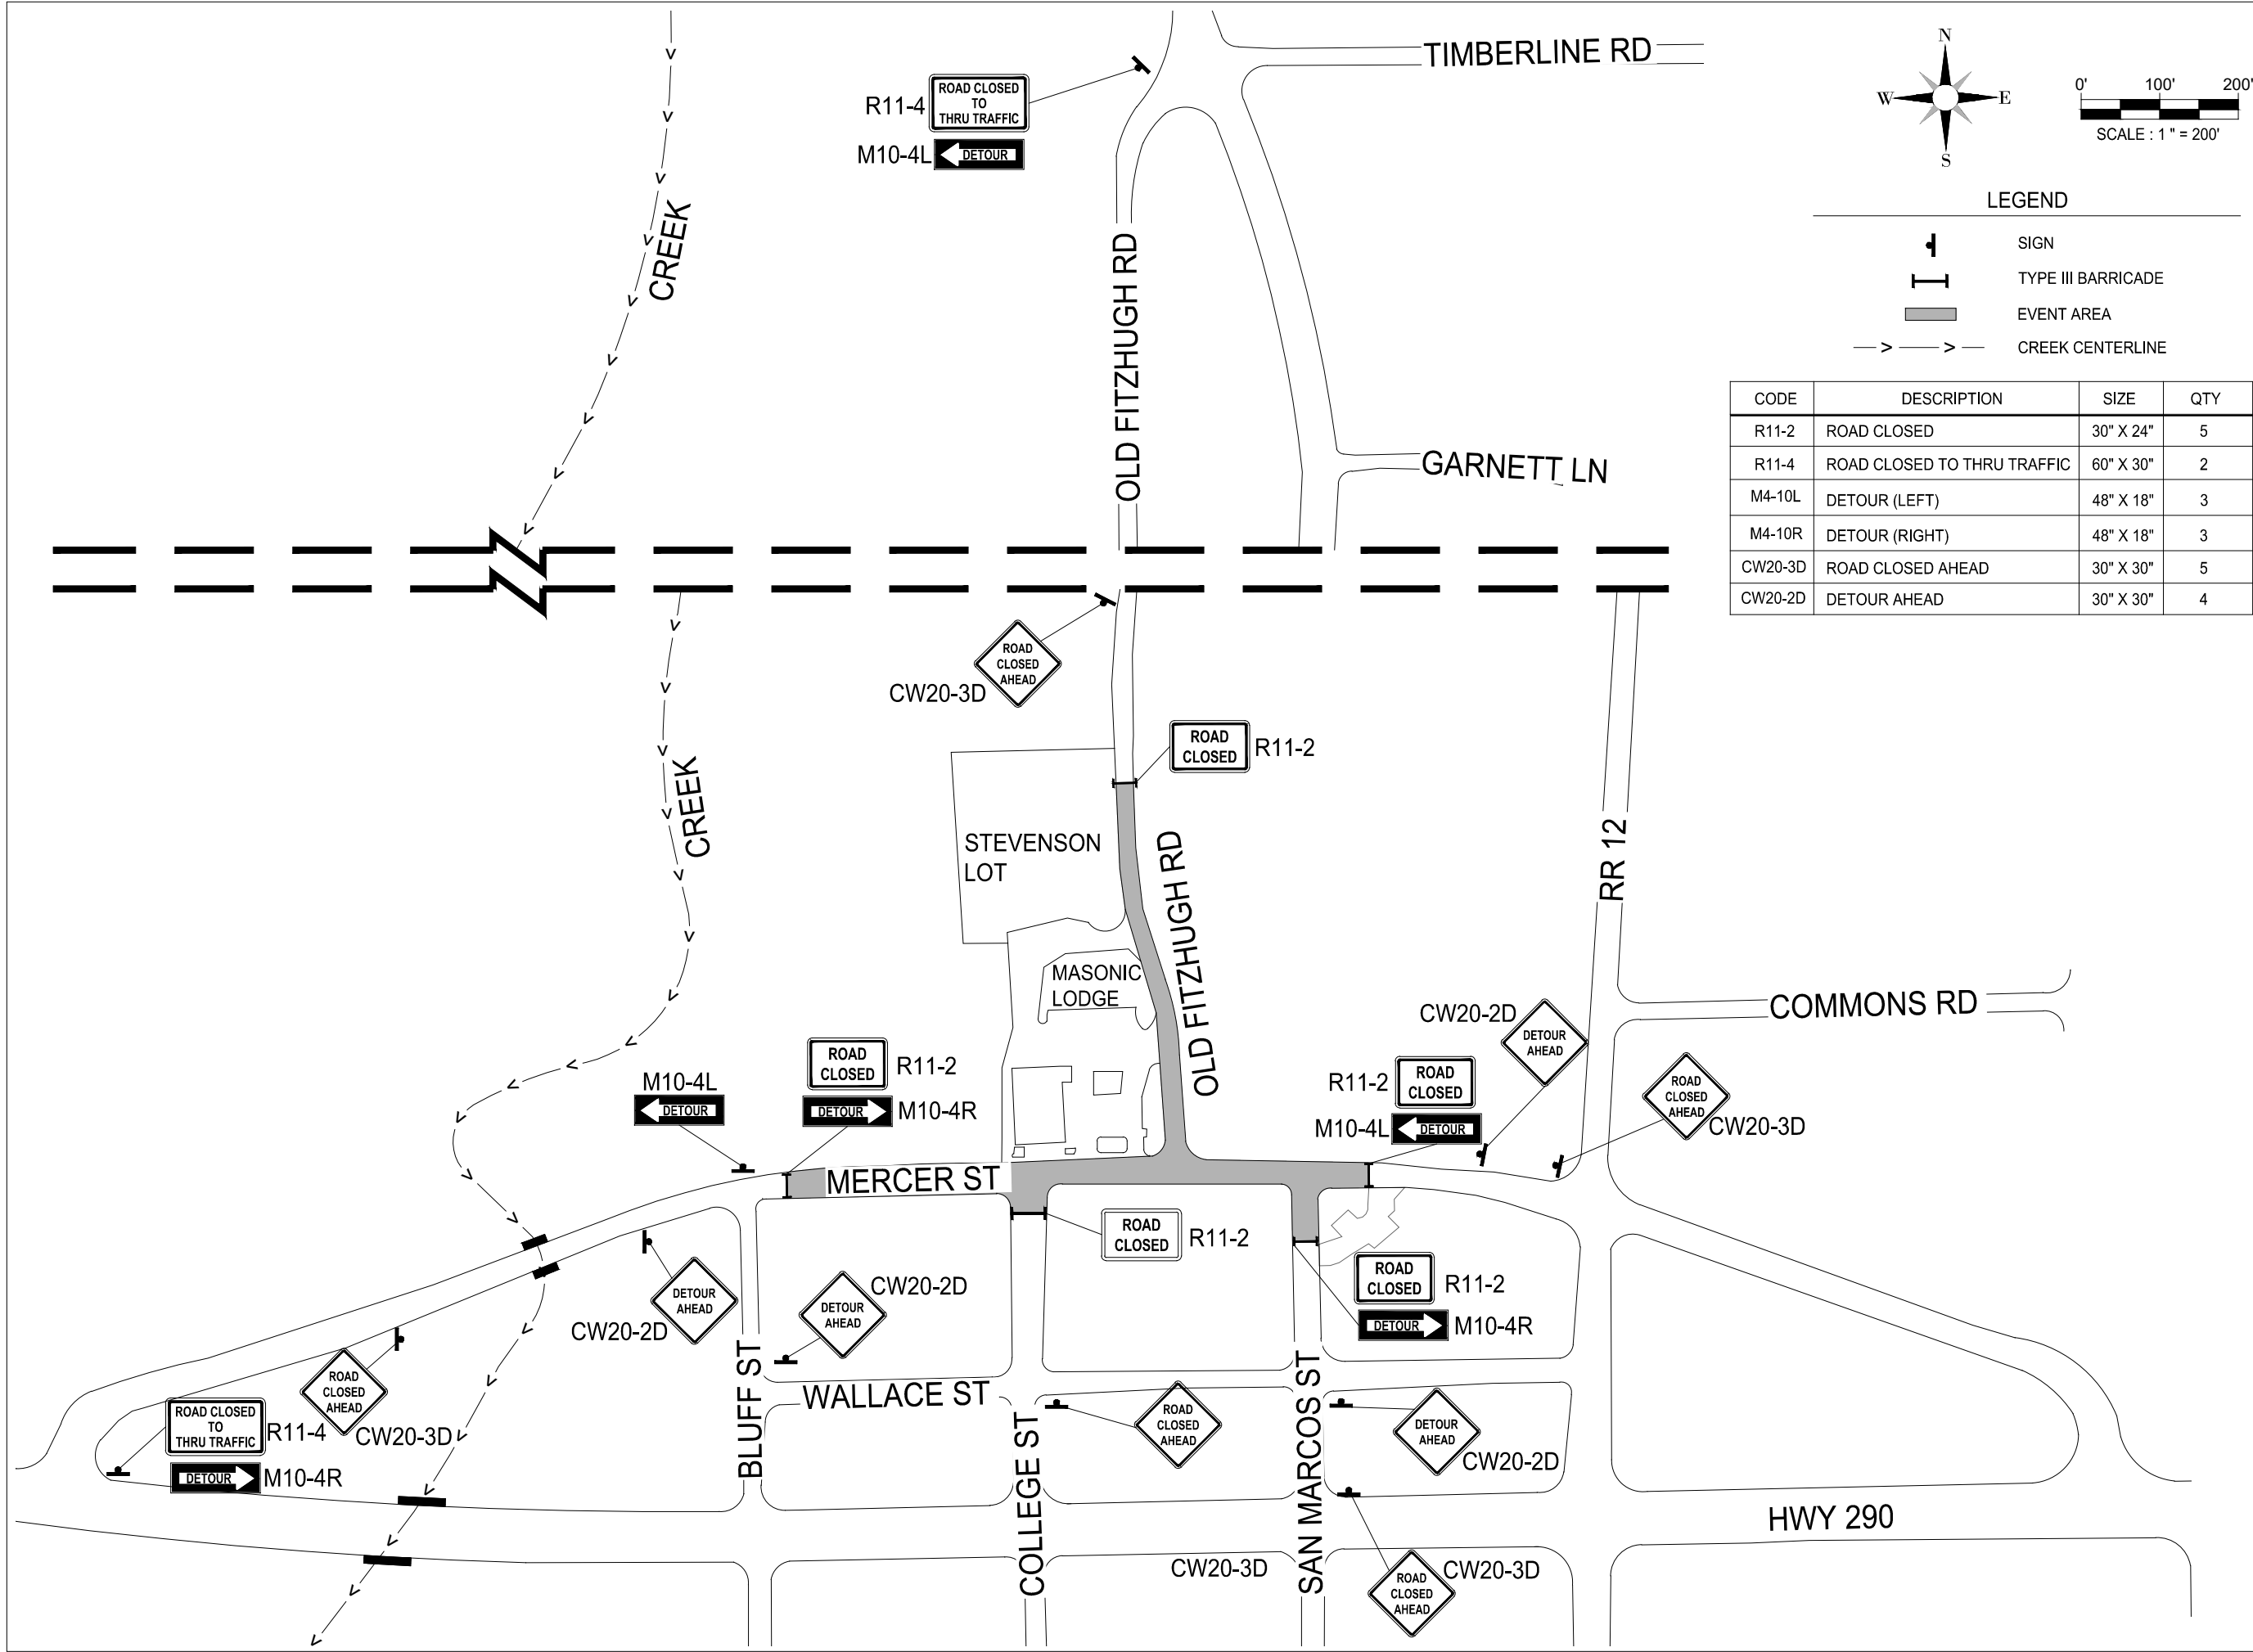 TIMBERLINE RD
N
W
E
S
0' 100' 200'
SCALE : 1 " = 200'
R11-4
ROAD CLOSED
TO
THRU TRAFFIC
M10-4L
DETOUR
LEGEND
SIGN
TYPE III BARRICADE
EVENT AREA
CREEK CENTERLINE
CREEK
OLD FITZHUGH RD
GARNETT LN
CODE DESCRIPTION SIZE QTY
R11-2 ROAD CLOSED 30" X 24" 5
R11-4 ROAD CLOSED TO THRU TRAFFIC 60" X 30" 2
M4-10L DETOUR (LEFT) 48" X 18" 3
M4-10R DETOUR (RIGHT) 48" X 18" 3
CW20-3D ROAD CLOSED AHEAD 30" X 30" 5
CW20-2D DETOUR AHEAD 30" X 30" 4
ROAD
CLOSED
AHEAD
CW20-3D
ROAD
CLOSED
R11-2
CREEK
STEVENSON
LOT
OLD FITZHUGH RD
RR 12
MASONIC
LODGE
COMMONS RD
CW20-2D
DETOUR
AHEAD
ROAD
CLOSED
R11-2
M10-4L
DETOUR
DETOUR
M10-4R
R11-2
ROAD
CLOSED
M10-4L
DETOUR
ROAD
CLOSED
AHEAD
CW20-3D
MERCER ST
ROAD
CLOSED
R11-2
DETOUR
AHEAD
CW20-2D
CW20-2D
DETOUR
AHEAD
ROAD
CLOSED
R11-2
DETOUR
M10-4R
BLUFF ST
WALLACE ST
COLLEGE ST
SAN MARCOS ST
ROAD
CLOSED
AHEAD
CW20-3D
ROAD CLOSED
TO
THRU TRAFFIC
R11-4
DETOUR
M10-4R
ROAD
CLOSED
AHEAD
DETOUR
AHEAD
CW20-2D
HWY 290
CW20-3D
ROAD
CLOSED
AHEAD
CW20-3D